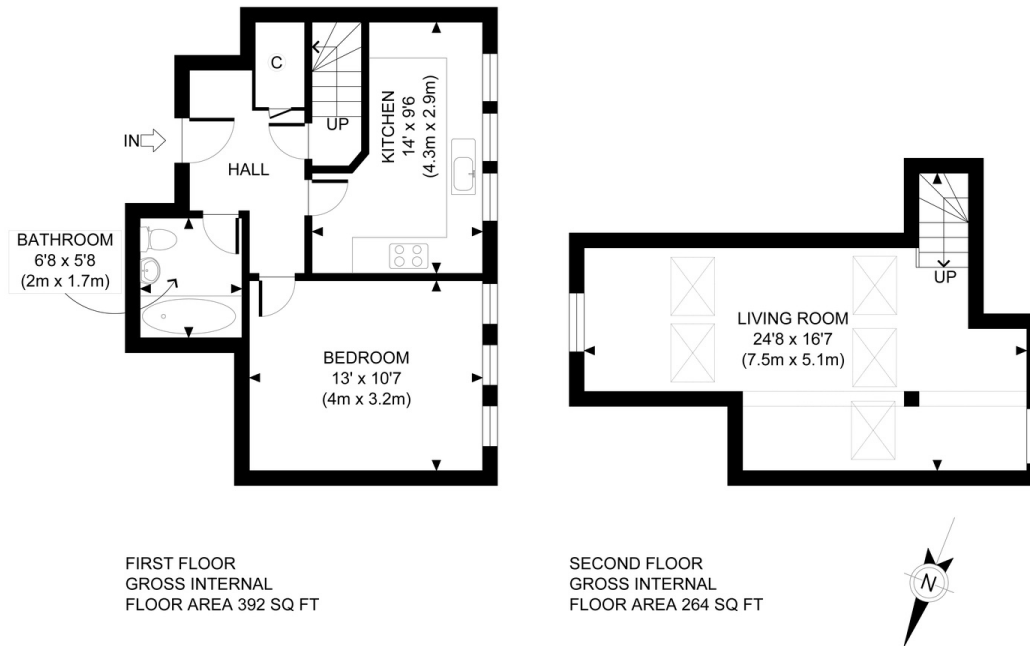 C
UP
IN
HALL
KITCHEN
14' x 9'6
(4.3m x 2.9m)
BATHROOM
6'8 x 5'8
(2m x 1.7m)
BEDROOM
13' x 10'7
(4m x 3.2m)
UP
LIVING ROOM
24'8 x 16'7
(7.5m x 5.1m)
FIRST FLOOR
GROSS INTERNAL
FLOOR AREA 392 SQ FT
SECOND FLOOR
GROSS INTERNAL
FLOOR AREA 264 SQ FT
N